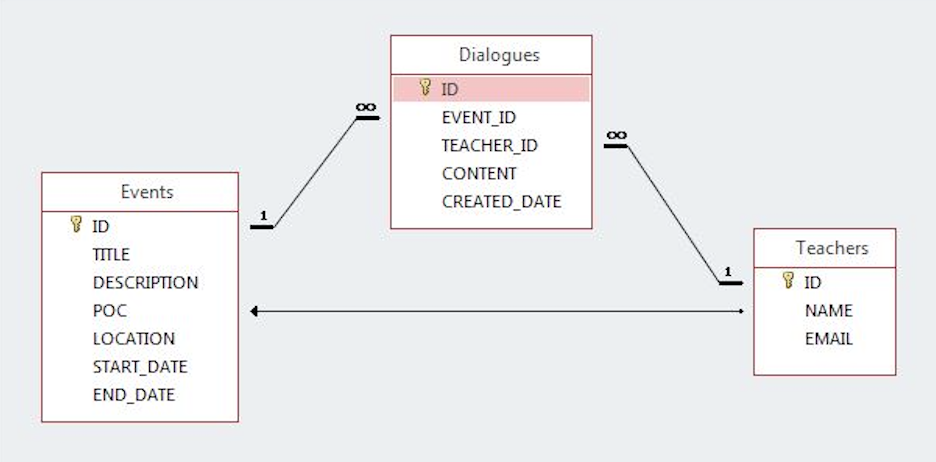 Dialogues
ID
EVENT_ID
TEACHER_ID
CONTENT
CREATED_DATE
∞
∞
Events
ID
TITLE
DESCRIPTION
POC
LOCATION
START_DATE
END_DATE
1
1
Teachers
ID
NAME
EMAIL